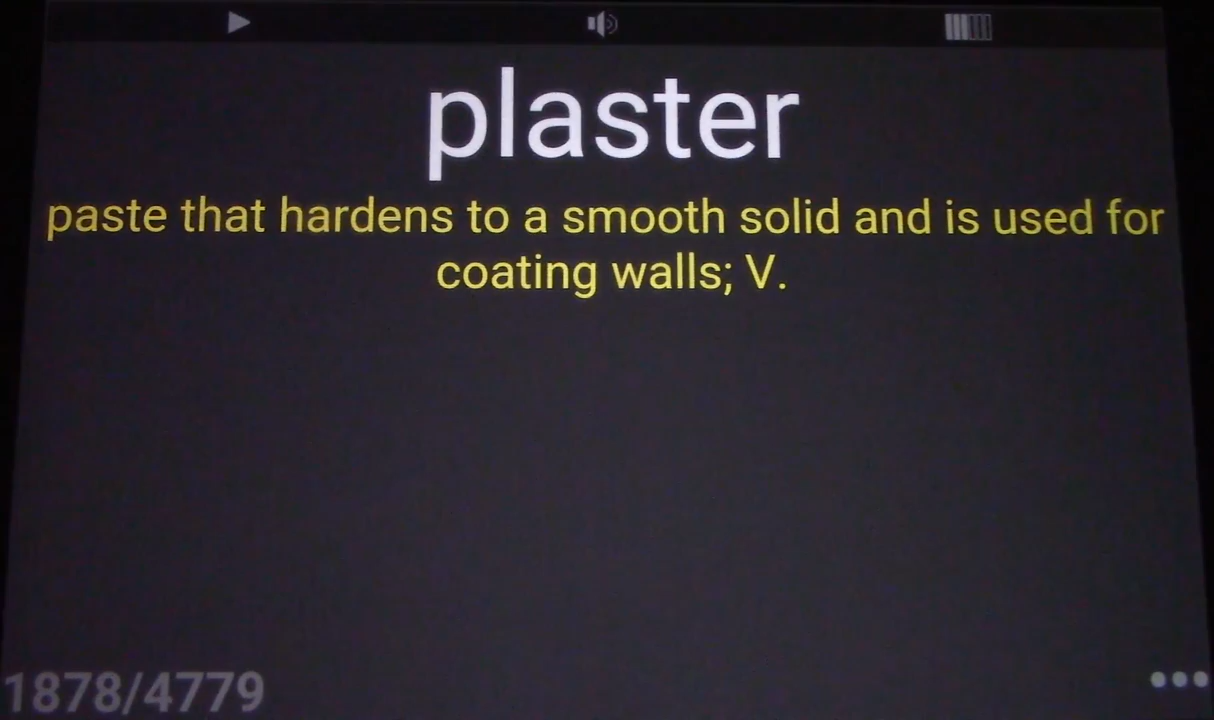 plaster
paste that hardens to a smooth solid and is used for
coating walls; V.
1878/4779